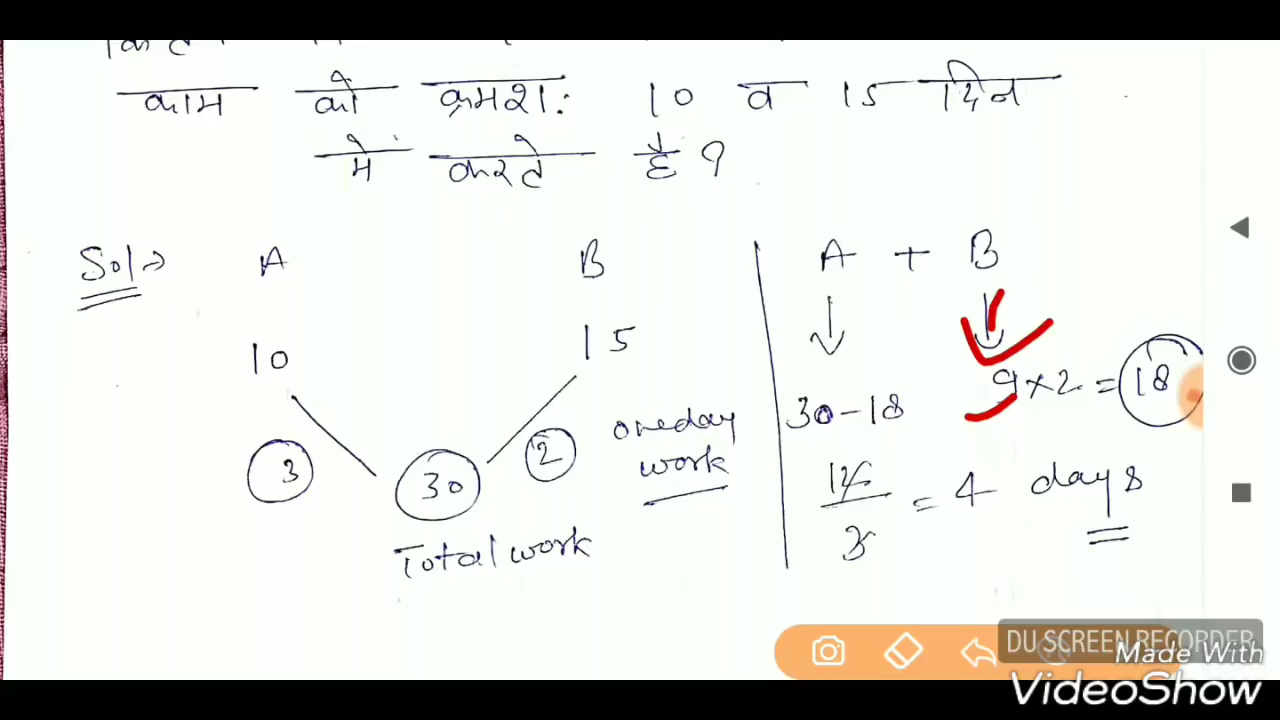 काम को क्रमशः 10 व 15 दिन
में करते है ?
Sol⇒ A B
10 15
3 30 2
one day
work
Total work
A + B
↓ ↓
9×2 = 18
30-18
12/3 = 4 days
DU SCREEN RECORDER
Made With
VideoShow